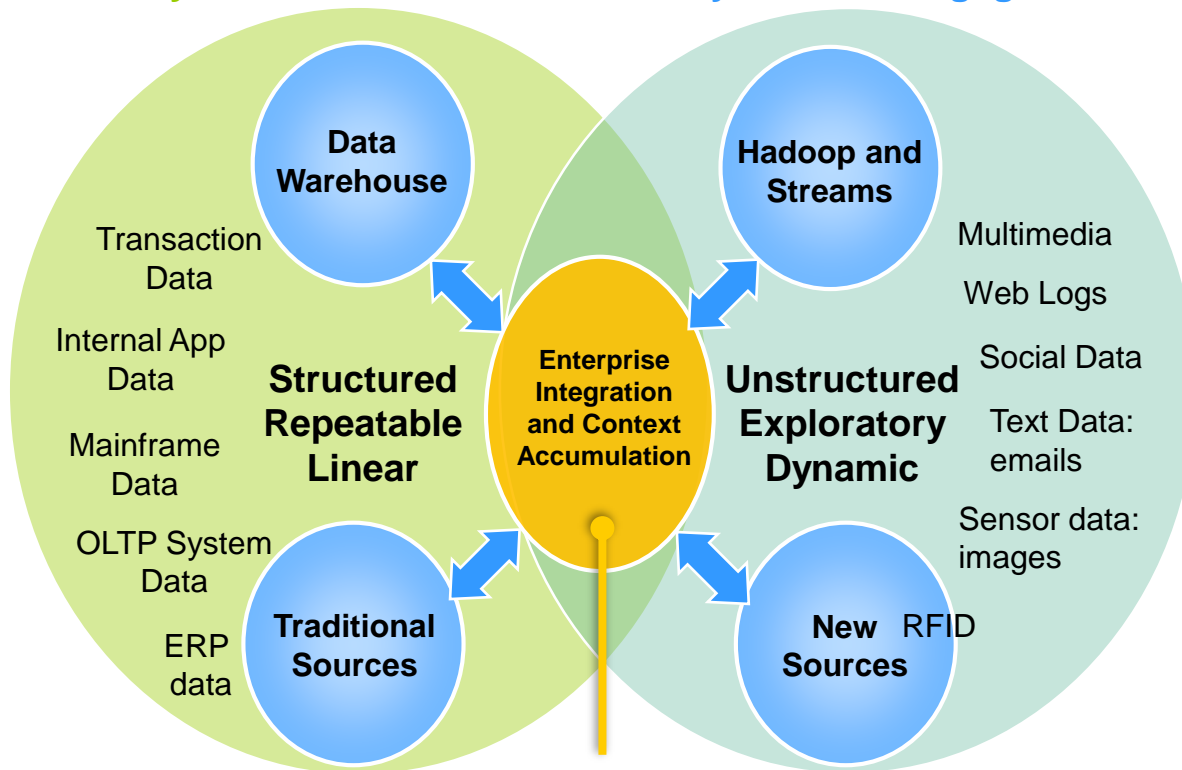 Data
Warehouse
Hadoop and
Streams
Transaction
Data
Multimedia
Web Logs
Internal App
Data
Structured
Repeatable
Linear
Enterprise
Integration
and Context
Accumulation
Unstructured
Exploratory
Dynamic
Social Data
Text Data:
emails
Mainframe
Data
Sensor data:
images
OLTP System
Data
Traditional
Sources
New
Sources
RFID
ERP
data